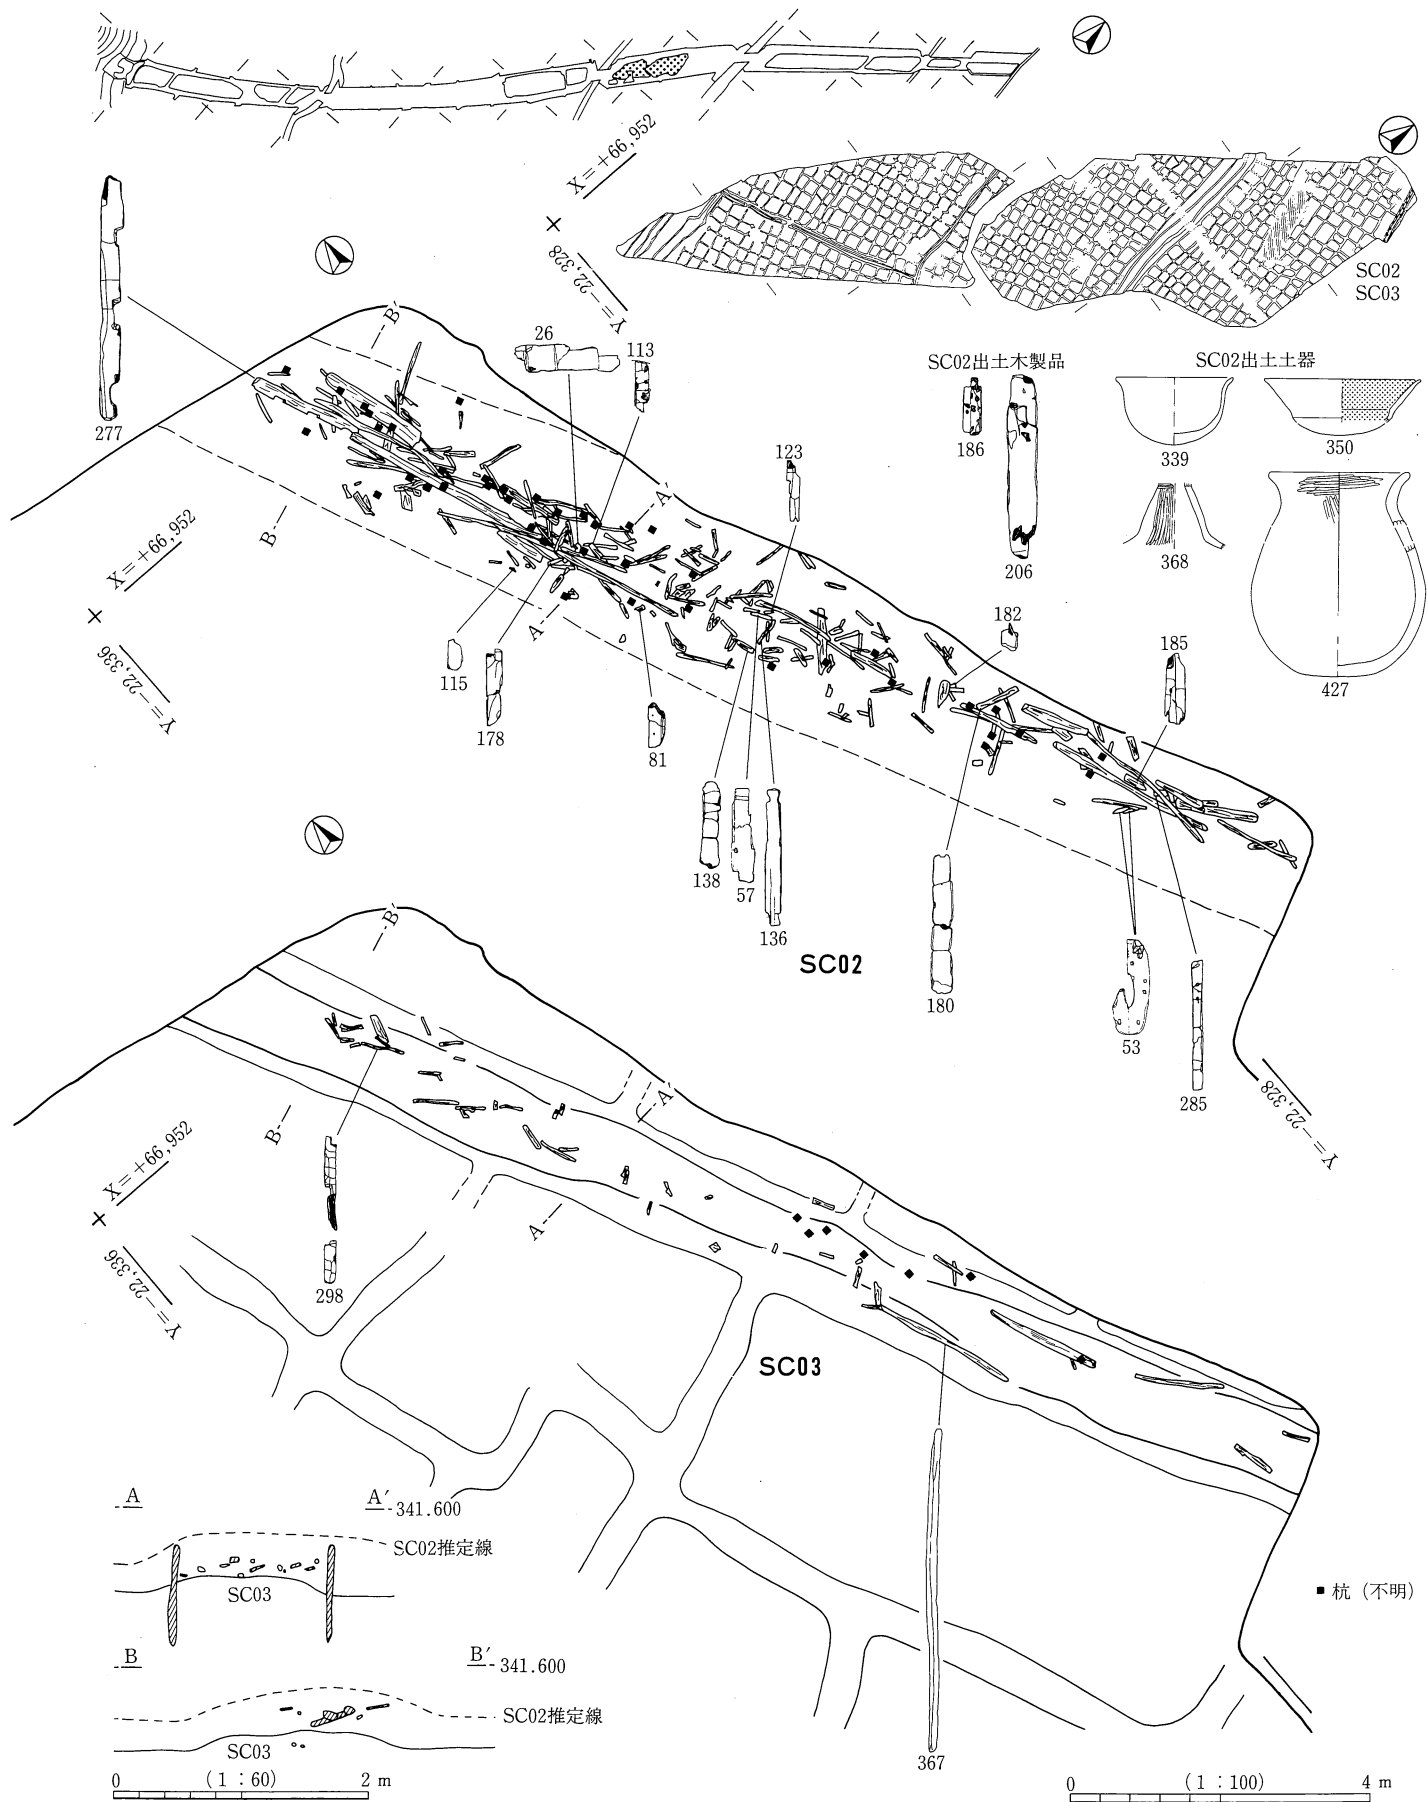 X=+66,952
Y=−22,328
SC02
SC03
SC02出土木製品
SC02出土土器
186
206
339
350
368
427
277
26
113
123
182
185
B′
B
A′
A
X=+66,952
Y=−22,336
115
178
81
138
57
136
180
53
285
SC02
Y=−22,328
B′
B
A′
A
X=+66,952
Y=−22,336
298
SC03
367
A
A′ 341.600
SC02推定線
SC03
B
B′ 341.600
SC02推定線
SC03
■ 杭（不明）
0 (1：60) 2 m
0 (1：100) 4 m